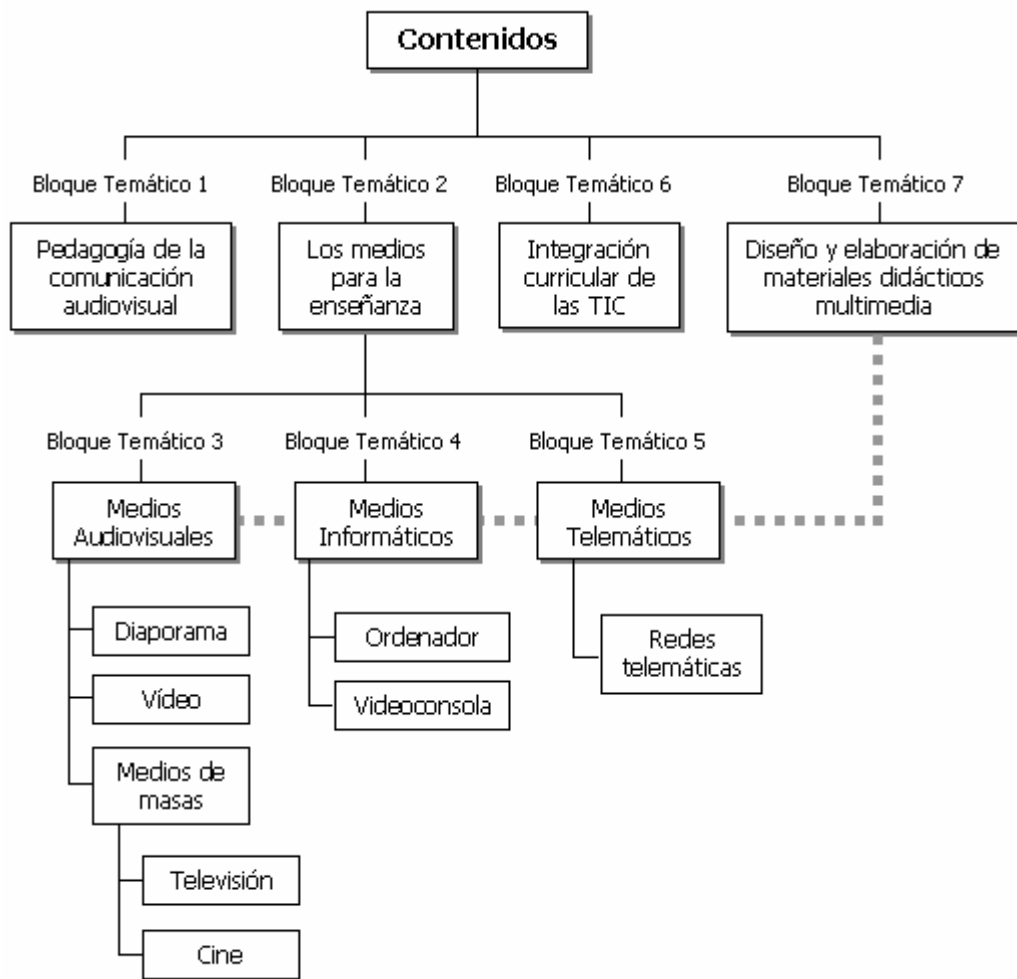 Contenidos
Bloque Temático 1
Bloque Temático 2
Bloque Temático 6
Bloque Temático 7
Pedagogía de la
comunicación
audiovisual
Los medios
para la
enseñanza
Integración
curricular de
las TIC
Diseño y elaboración de
materiales didácticos
multimedia
Bloque Temático 3
Bloque Temático 4
Bloque Temático 5
Medios
Audiovisuales
Medios
Informáticos
Medios
Telemáticos
Diaporama
Vídeo
Medios de
masas
Televisión
Cine
Ordenador
Videoconsola
Redes
telemáticas